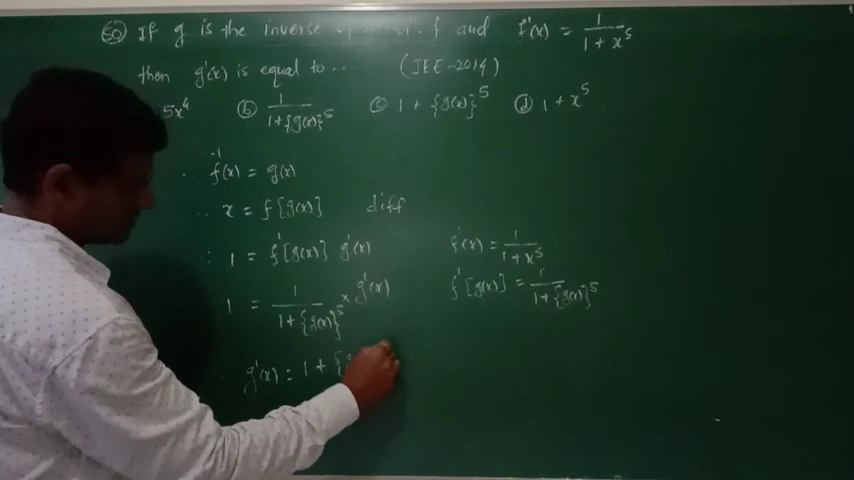 50 If g is the inverse f and f'(x) = 1/(1 + x^5)
then g'(x) is equal to ... (JEE-2014)
5x^4 (b) 1/(1+{g(x)}^5) (c) 1 + {g(x)}^5 (d) 1 + x^5
∴ f^-1(x) = g(x)
∴ x = f[g(x)] diff
∴ 1 = f'[g(x)] g'(x) f'(x) = 1/(1+x^5)
1 = 1/(1+{g(x)}^5) × g'(x) f'[g(x)] = 1/(1+{g(x)}^5)
∴ g'(x) = 1 + {g